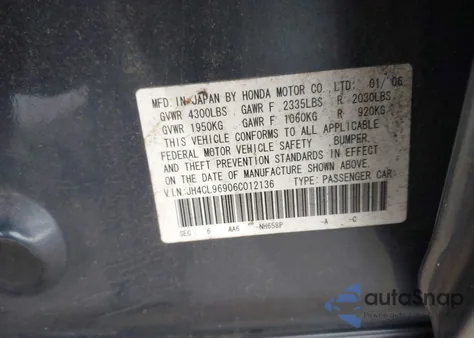 MFD. IN JAPAN BY HONDA MOTOR CO., LTD: 01/06
GVWR 4300LBS GAWR F 2335LBS R 2030LBS
GVWR 1950KG GAWR F 1060KG R 920KG
THIS VEHICLE CONFORMS TO ALL APPLICABLE
FEDERAL MOTOR VEHICLE SAFETY, BUMPER,
AND THEFT PREVENTION STANDARDS IN EFFECT
ON THE DATE OF MANUFACTURE SHOWN ABOVE.
V.I.N: JH4CL96906C012136 TYPE: PASSENGER CAR
SEC 6 AA6 -NH658P -A -C
autoSnap